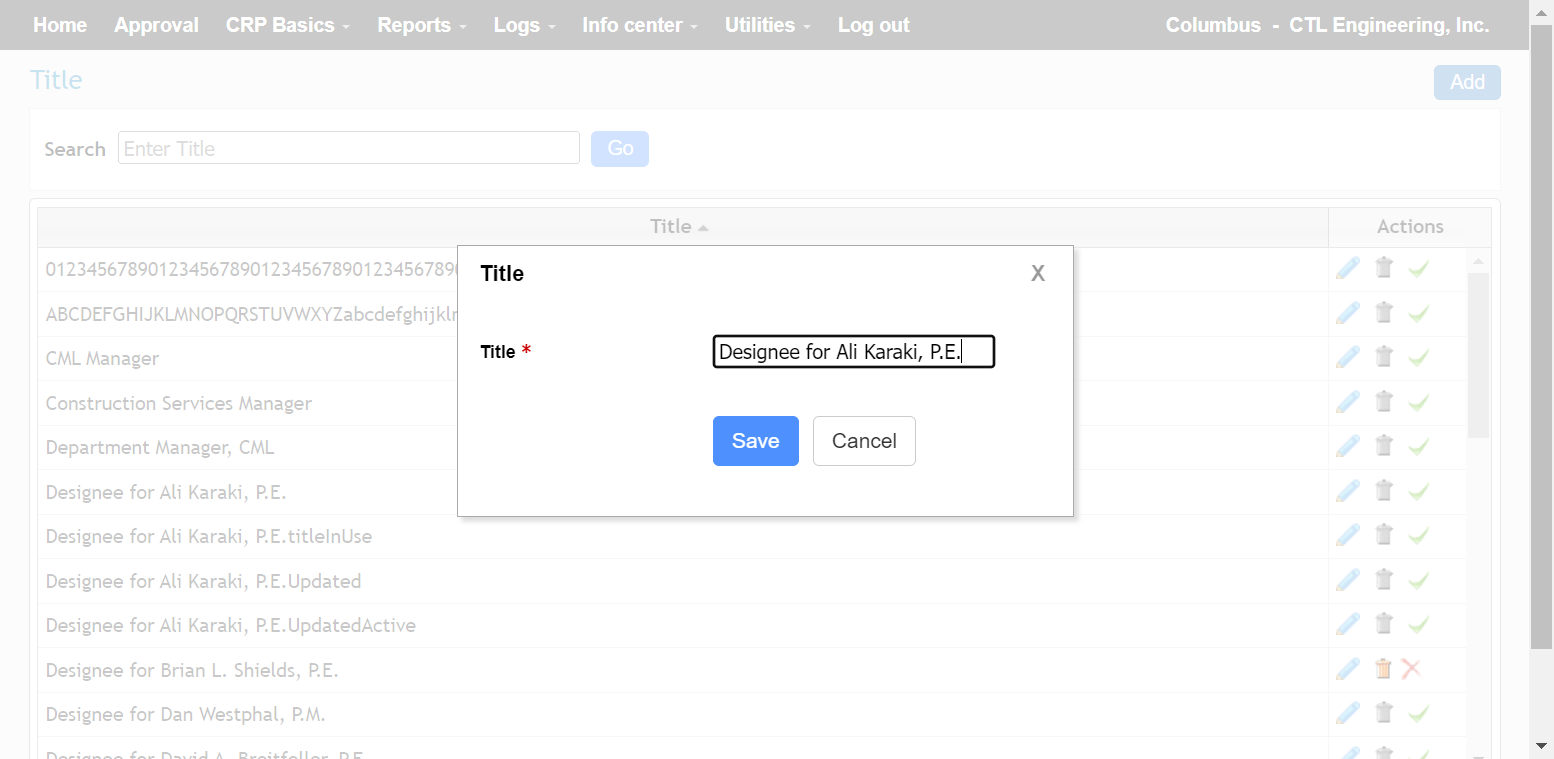 Home Approval CRP Basics Reports Logs Info center Utilities Log out Columbus - CTL Engineering, Inc.
Title Add
Search Enter Title Go
Title Actions
0123456789012345678901234567890123456789
Title X
ABCDEFGHIJKLMNOPQRSTUVWXYZabcdefghijkl
CML Manager
Title * Designee for Ali Karaki, P.E.
Construction Services Manager
Department Manager, CML
Save Cancel
Designee for Ali Karaki, P.E.
Designee for Ali Karaki, P.E.titleInUse
Designee for Ali Karaki, P.E.Updated
Designee for Ali Karaki, P.E.UpdatedActive
Designee for Brian L. Shields, P.E.
Designee for Dan Westphal, P.M.
Designee for David A. Breitfeller, P.E.